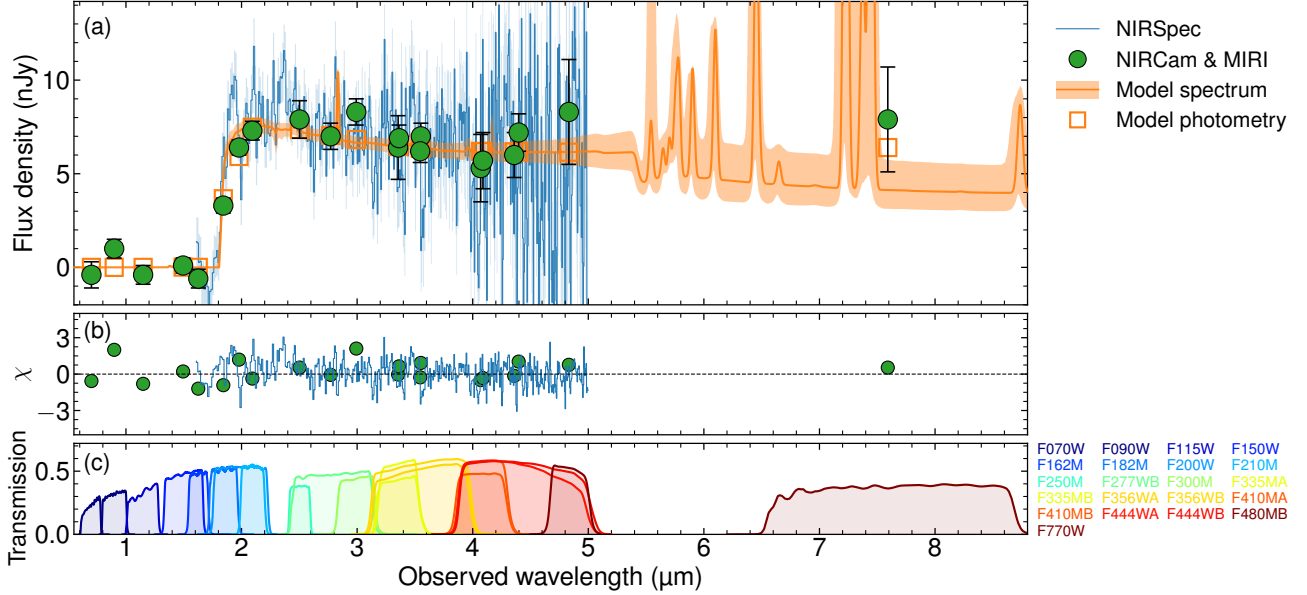 (a)
Flux density (nJy)
10
5
0
NIRSpec
NIRCam & MIRI
Model spectrum
Model photometry
(b)
χ
3
0
−3
(c)
Transmission
0.5
0.0
1 2 3 4 5 6 7 8
Observed wavelength (μm)
F070W F090W F115W F150W
F162M F182M F200W F210M
F250M F277WB F300M F335MA
F335MB F356WA F356WB F410MA
F410MB F444WA F444WB F480MB
F770W